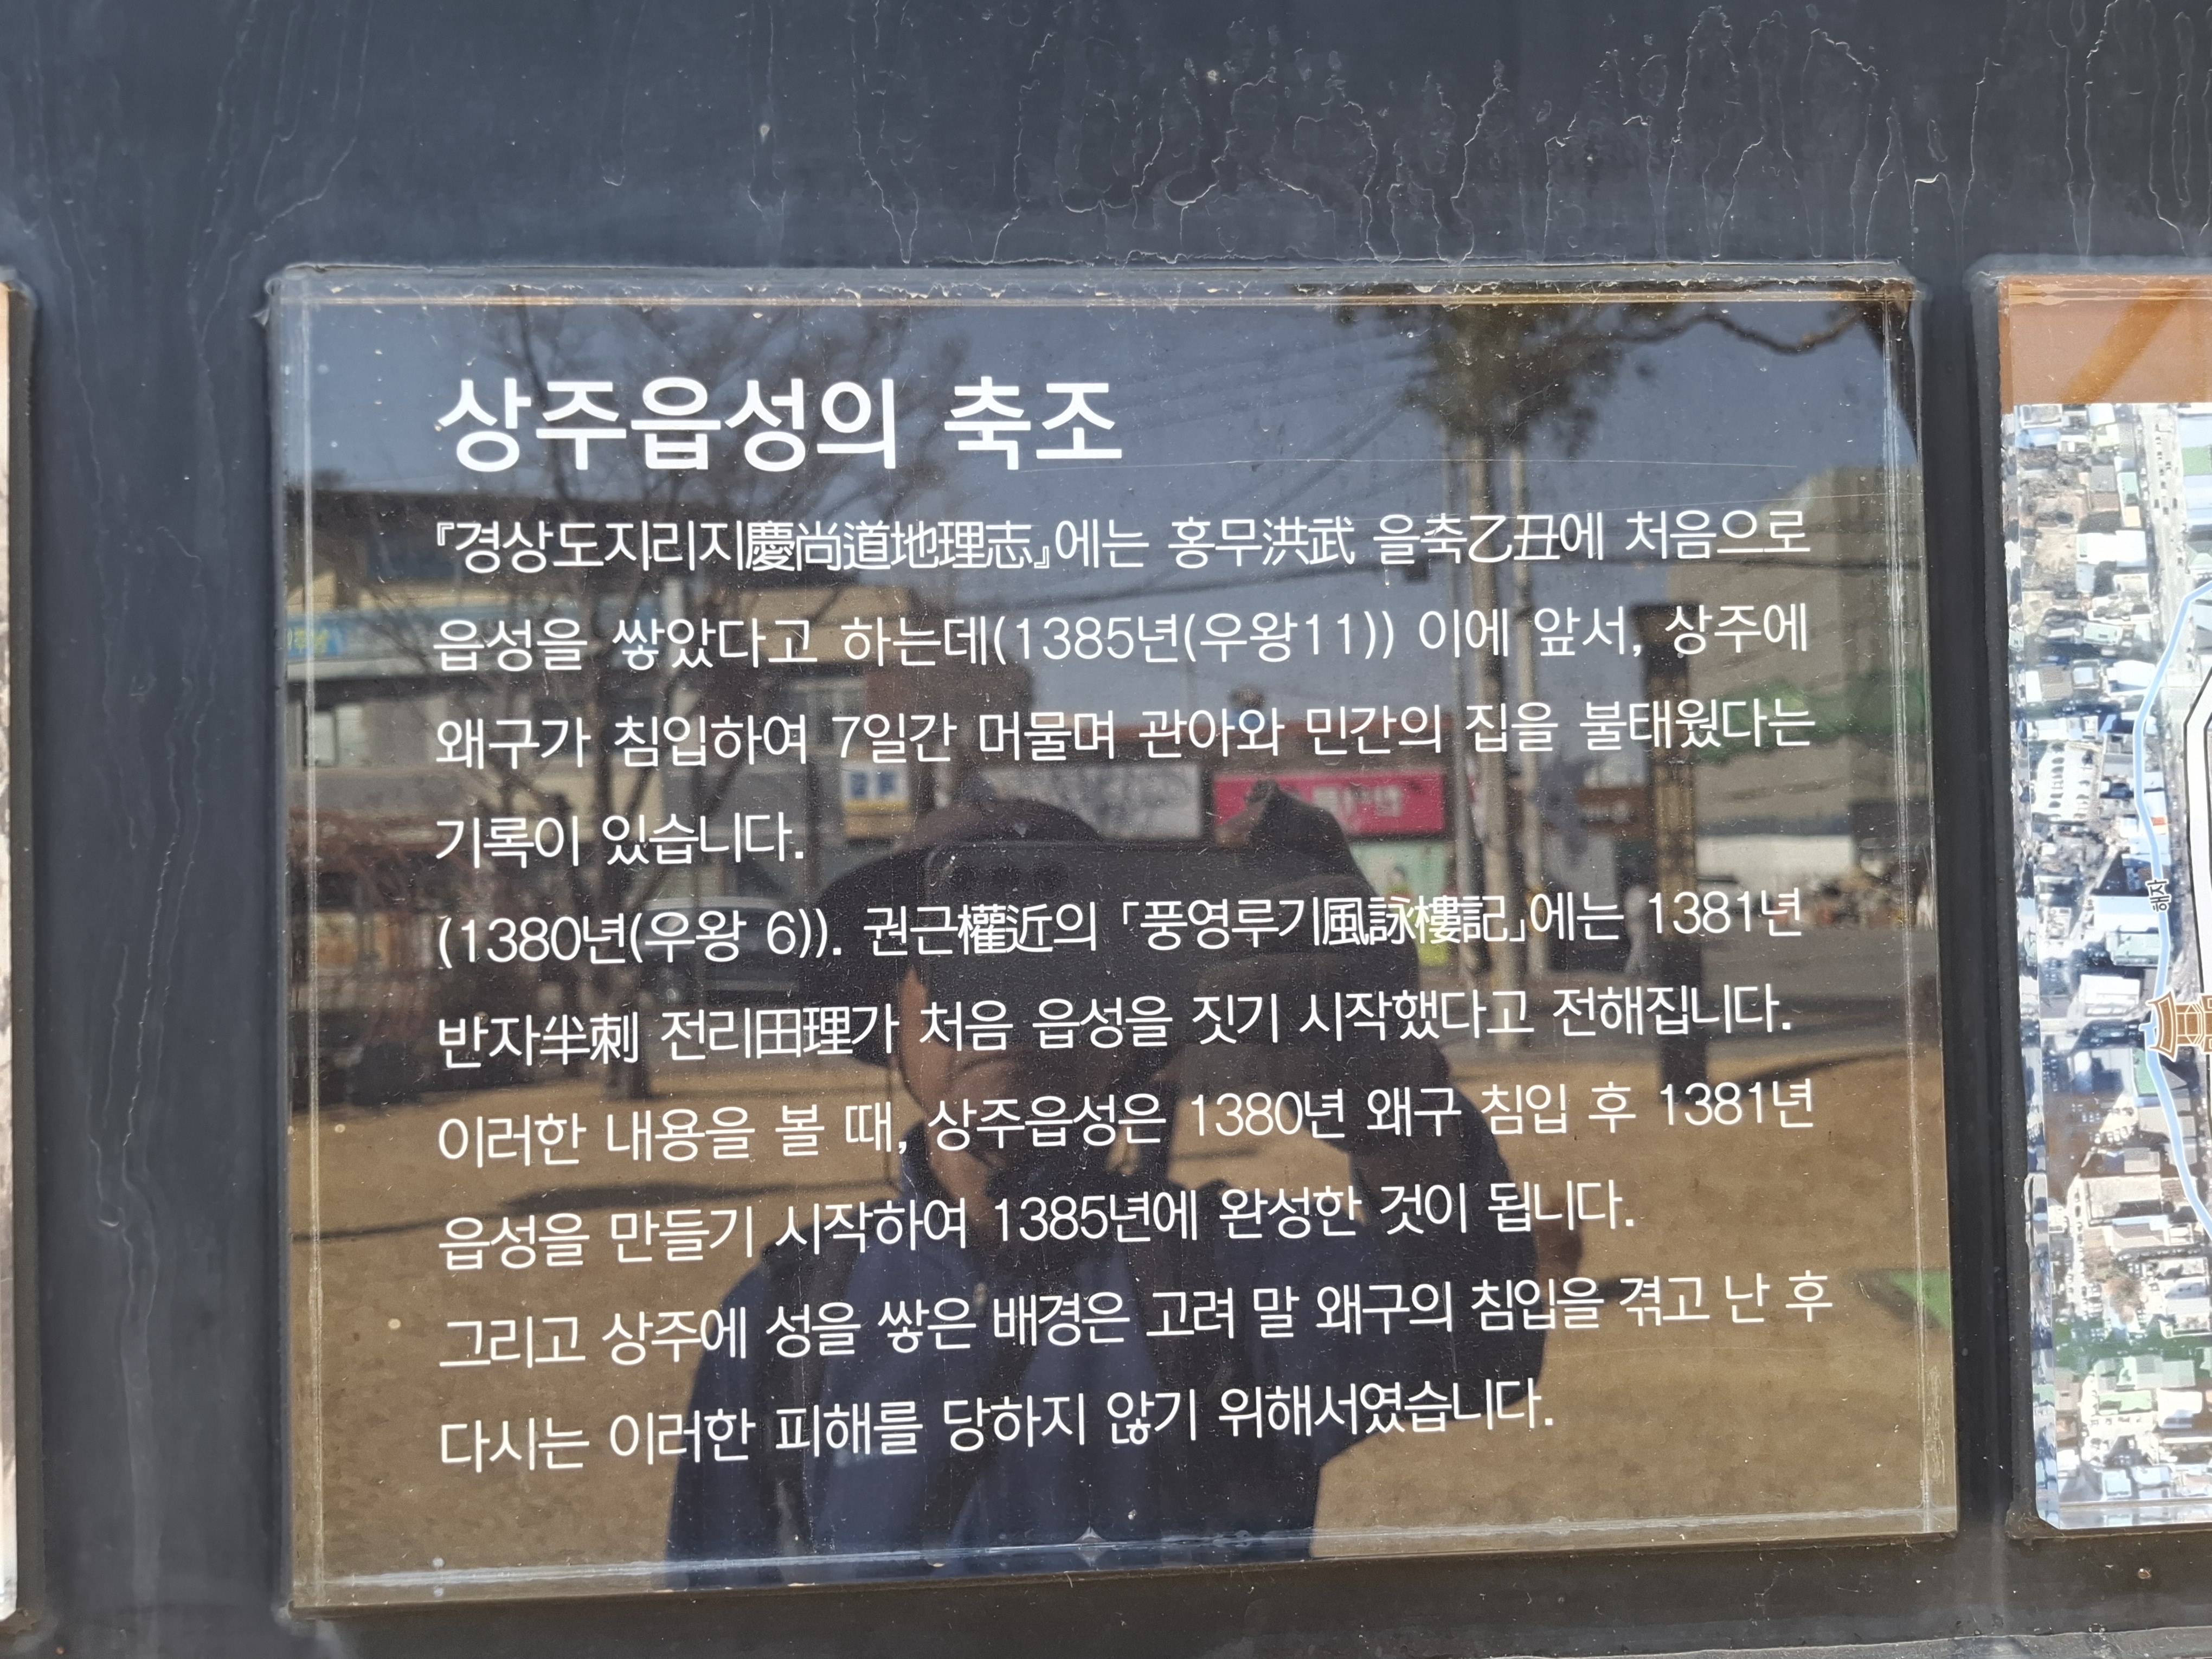 상주읍성의 축조
『경상도지리지慶尙道地理志』에는 홍무洪武 을축乙丑에 처음으로
읍성을 쌓았다고 하는데(1385년(우왕11)) 이에 앞서, 상주에
왜구가 침입하여 7일간 머물며 관아와 민간의 집을 불태웠다는
기록이 있습니다.
(1380년(우왕 6)). 권근權近의 「풍영루기風詠樓記」에는 1381년
반자半刺 전리田理가 처음 읍성을 짓기 시작했다고 전해집니다.
이러한 내용을 볼 때, 상주읍성은 1380년 왜구 침입 후 1381년
읍성을 만들기 시작하여 1385년에 완성한 것이 됩니다.
그리고 상주에 성을 쌓은 배경은 고려 말 왜구의 침입을 겪고 난 후
다시는 이러한 피해를 당하지 않기 위해서였습니다.
해자